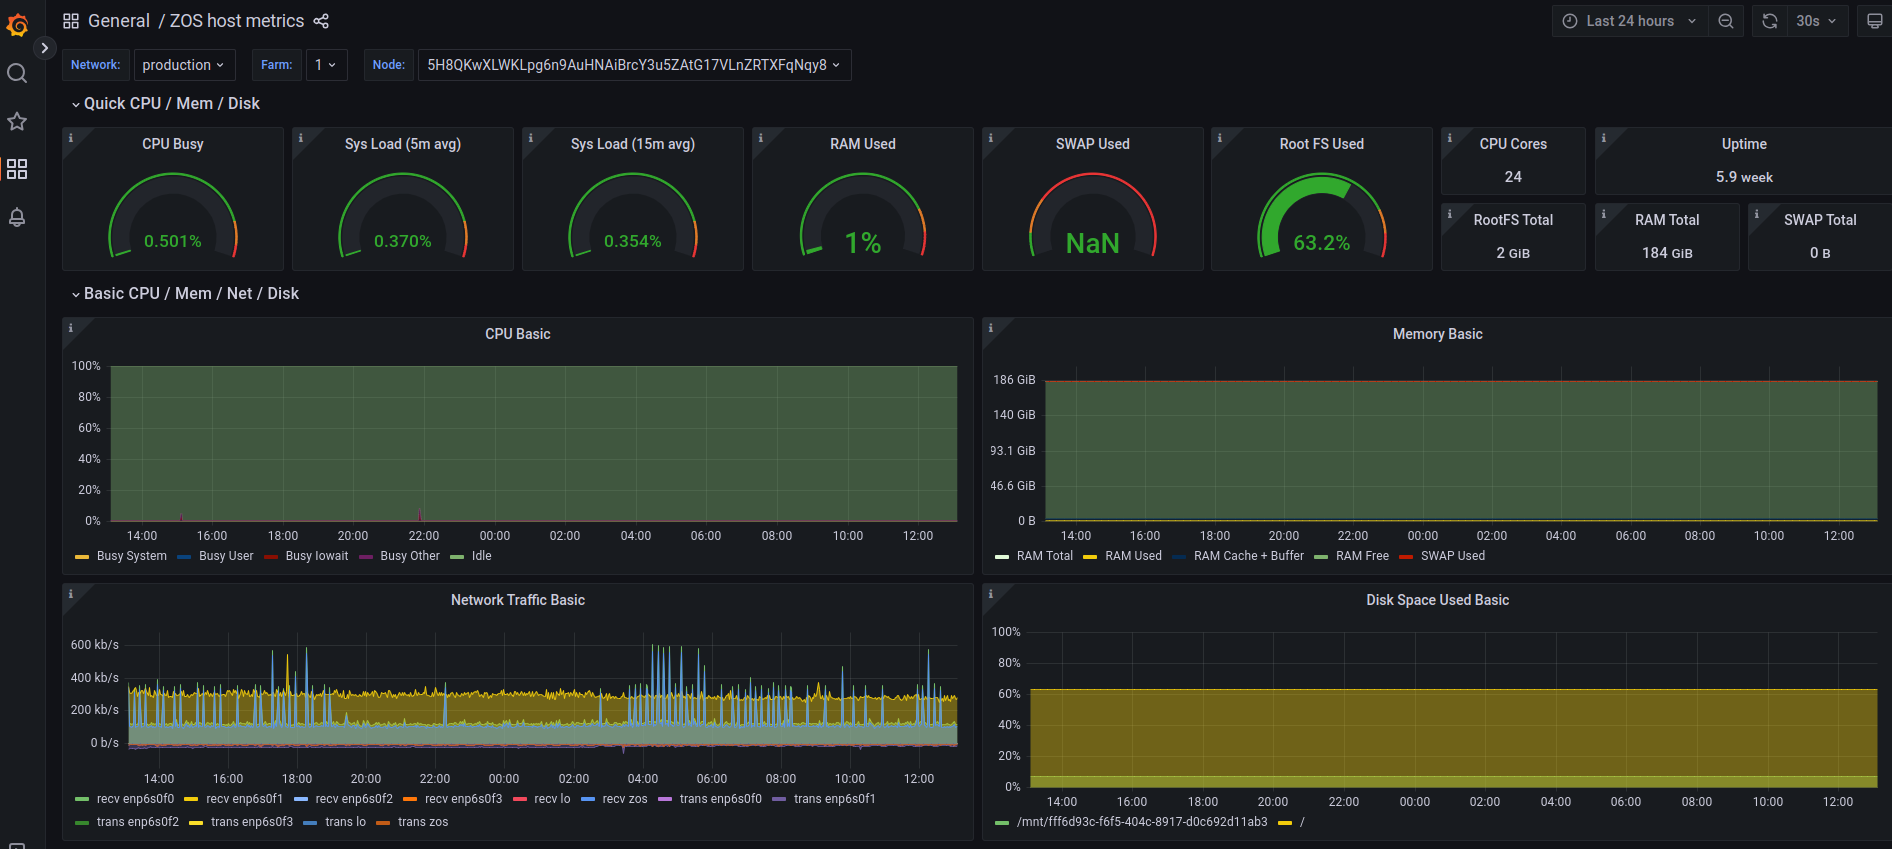 General / ZOS host metrics
Last 24 hours
30s
Network: production
Farm: 1
Node: 5H8QKwXLWKLpg6n9AuHNAiBrcY3u5ZAtG17VLnZRTXFqNqy8
Quick CPU / Mem / Disk
CPU Busy
0.501%
Sys Load (5m avg)
0.370%
Sys Load (15m avg)
0.354%
RAM Used
1%
SWAP Used
NaN
Root FS Used
63.2%
CPU Cores
24
Uptime
5.9 week
RootFS Total
2 GiB
RAM Total
184 GiB
SWAP Total
0 B
Basic CPU / Mem / Net / Disk
CPU Basic
100%
80%
60%
40%
20%
0%
14:00 16:00 18:00 20:00 22:00 00:00 02:00 04:00 06:00 08:00 10:00 12:00
Busy System Busy User Busy Iowait Busy Other Idle
Memory Basic
186 GiB
140 GiB
93.1 GiB
46.6 GiB
0 B
14:00 16:00 18:00 20:00 22:00 00:00 02:00 04:00 06:00 08:00 10:00 12:00
RAM Total RAM Used RAM Cache + Buffer RAM Free SWAP Used
Network Traffic Basic
600 kb/s
400 kb/s
200 kb/s
0 b/s
14:00 16:00 18:00 20:00 22:00 00:00 02:00 04:00 06:00 08:00 10:00 12:00
recv enp6s0f0 recv enp6s0f1 recv enp6s0f2 recv enp6s0f3 recv lo recv zos trans enp6s0f0 trans enp6s0f1
trans enp6s0f2 trans enp6s0f3 trans lo trans zos
Disk Space Used Basic
100%
80%
60%
40%
20%
0%
14:00 16:00 18:00 20:00 22:00 00:00 02:00 04:00 06:00 08:00 10:00 12:00
/mnt/fff6d93c-f6f5-404c-8917-d0c692d11ab3 /